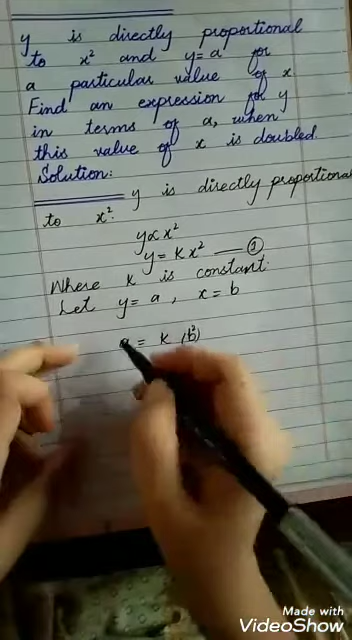 y is directly proportional
to x² and y=a for
a particular value of x
Find an expression for y
in terms of a, when
this value of x is doubled
Solution:
y is directly proportional
to x².
y∝x²
y = Kx² — ①
Where K is constant.
Let y = a , x = b
a = K (b²)
Made with
VideoShow